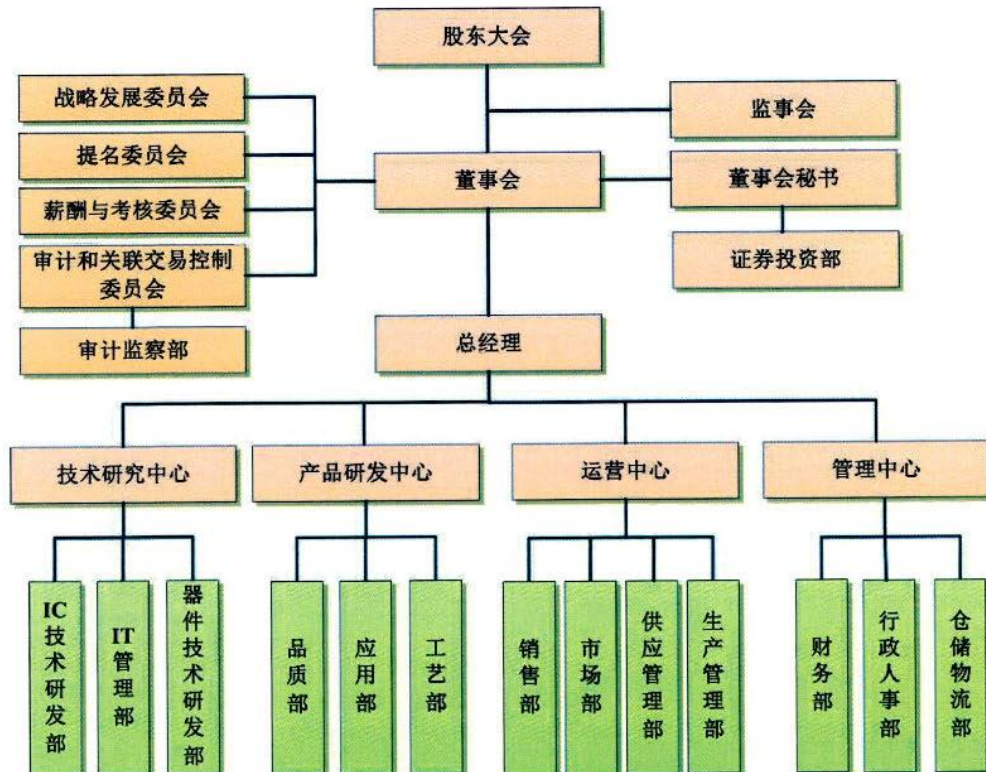 股东大会
战略发展委员会
监事会
提名委员会
董事会
董事会秘书
薪酬与考核委员会
审计和关联交易控制
委员会
证券投资部
审计监察部
总经理
技术研究中心
产品研发中心
运营中心
管理中心
IC技术研发部
IT管理部
器件技术研发部
品质部
应用部
工艺部
销售部
市场部
供应管理部
生产管理部
财务部
行政人事部
仓储物流部